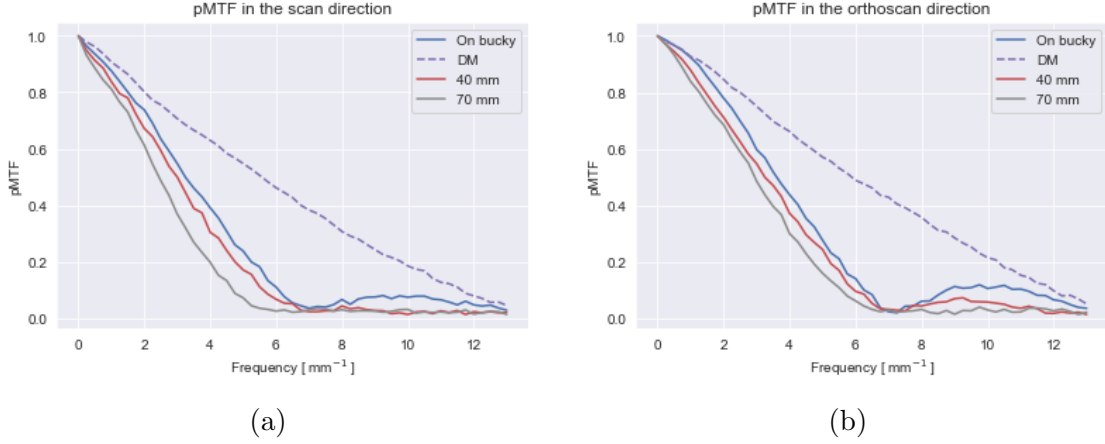 pMTF in the scan direction
1.0
0.8
0.6
0.4
0.2
0.0
pMTF
0 2 4 6 8 10 12
Frequency [ mm⁻¹ ]
On bucky
DM
40 mm
70 mm
(a)
pMTF in the orthoscan direction
1.0
0.8
0.6
0.4
0.2
0.0
pMTF
0 2 4 6 8 10 12
Frequency [ mm⁻¹ ]
On bucky
DM
40 mm
70 mm
(b)